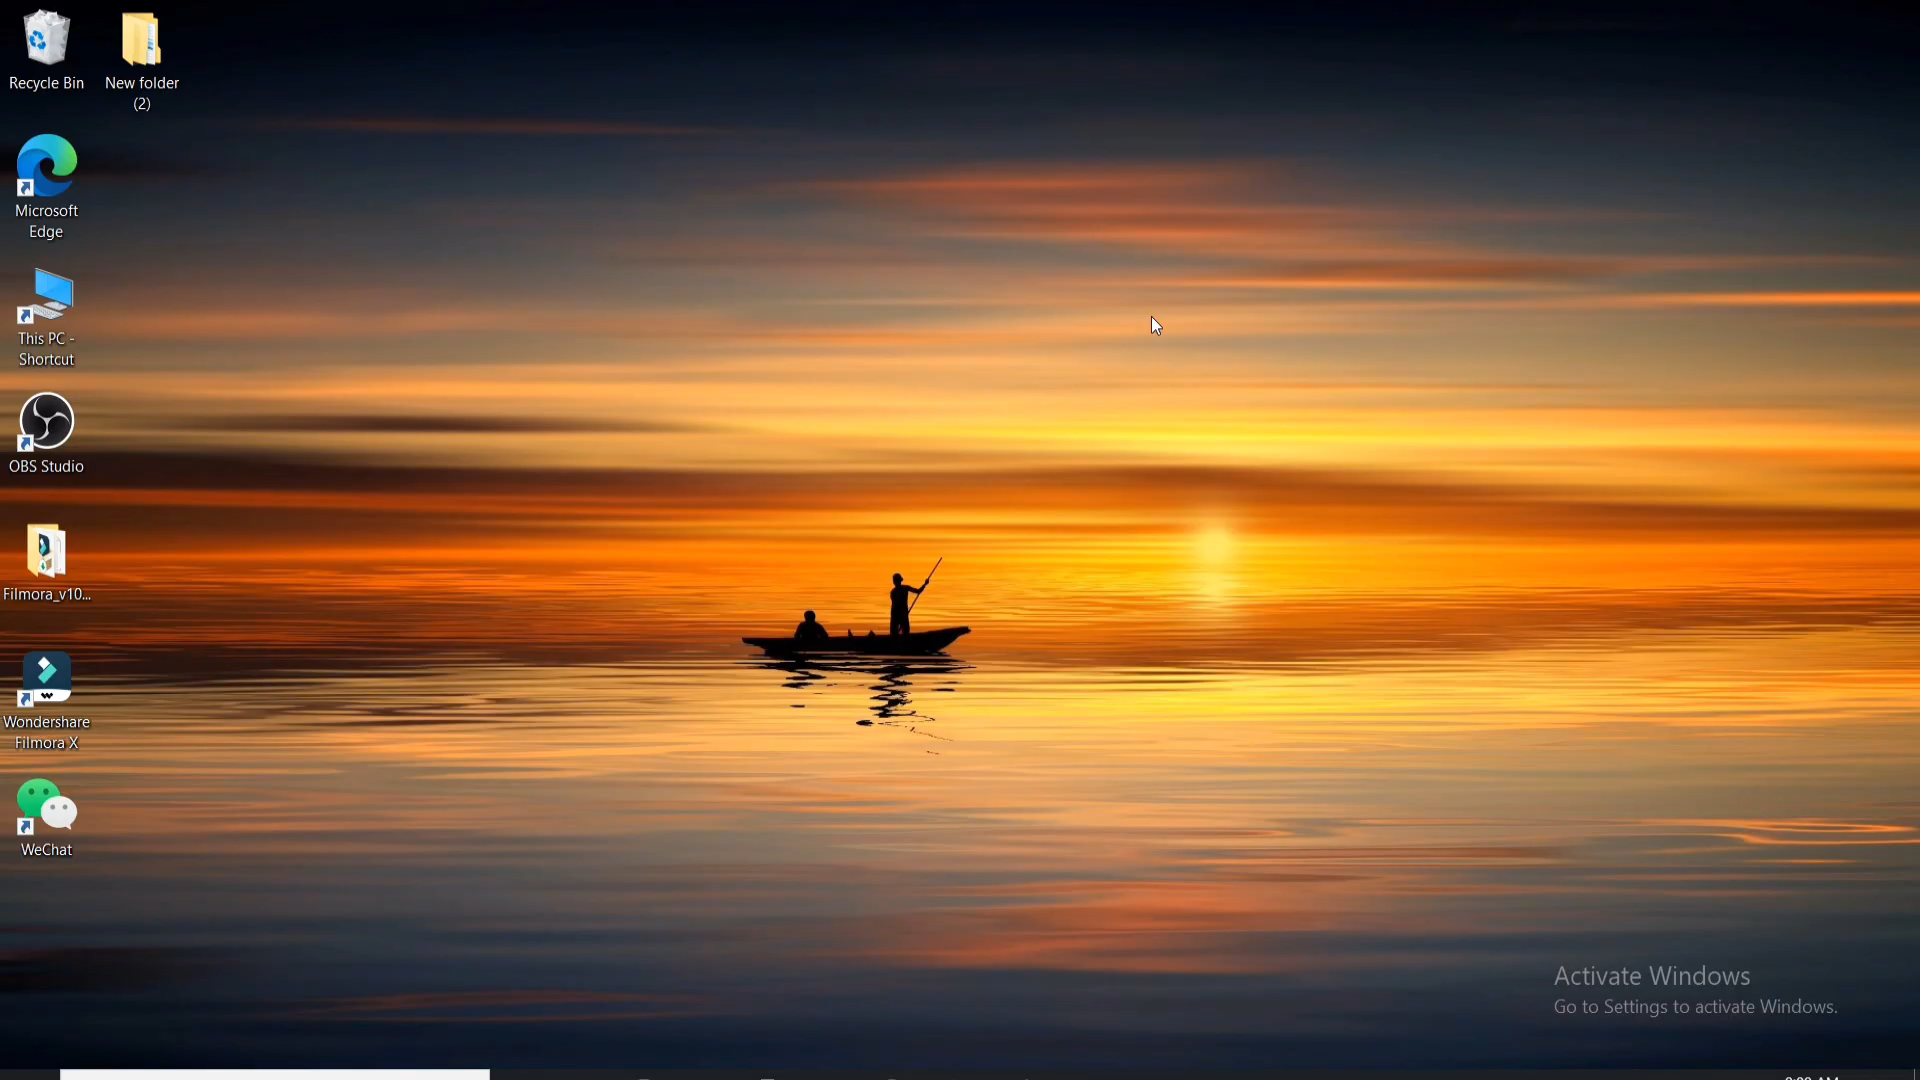 Recycle Bin
New folder
(2)
Microsoft
Edge
This PC -
Shortcut
OBS Studio
Filmora_v10...
Wondershare
Filmora X
WeChat
Activate Windows
Go to Settings to activate Windows.